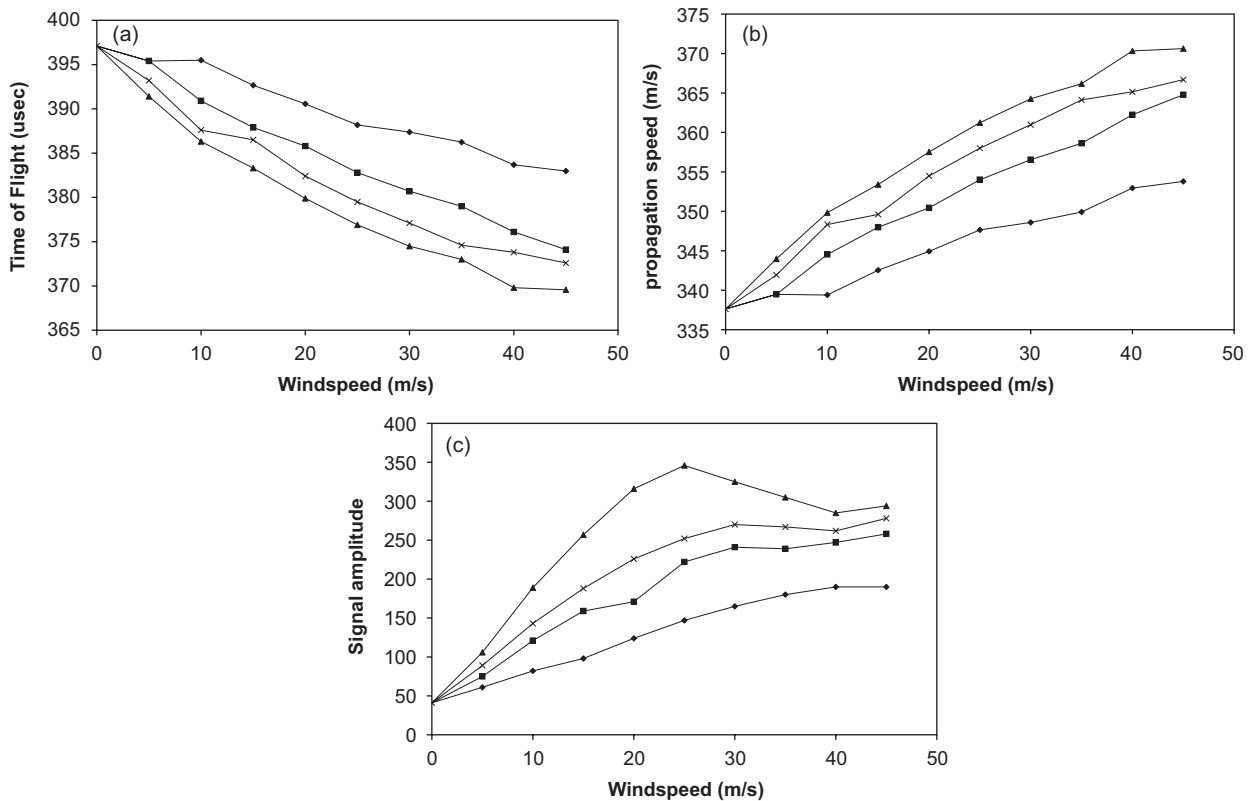 (a)
400
395
390
385
380
375
370
365
Time of Flight (usec)
0 10 20 30 40 50
Windspeed (m/s)
(b)
375
370
365
360
355
350
345
340
335
propagation speed (m/s)
0 10 20 30 40 50
Windspeed (m/s)
(c)
400
350
300
250
200
150
100
50
0
Signal amplitude
0 10 20 30 40 50
Windspeed (m/s)